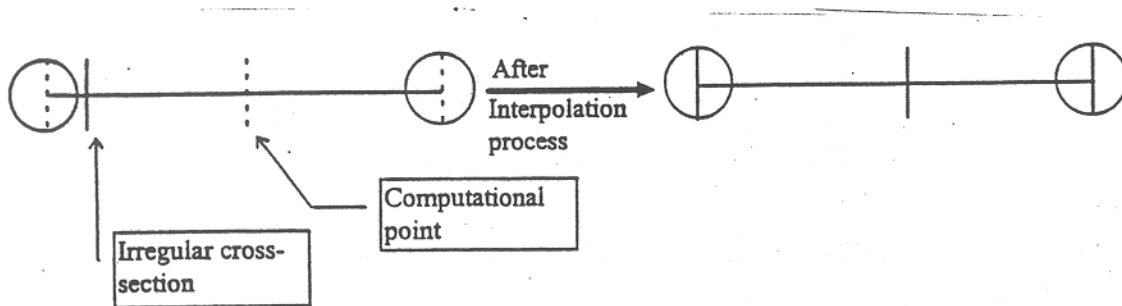 After
Interpolation
process
Computational
point
Irregular cross-
section